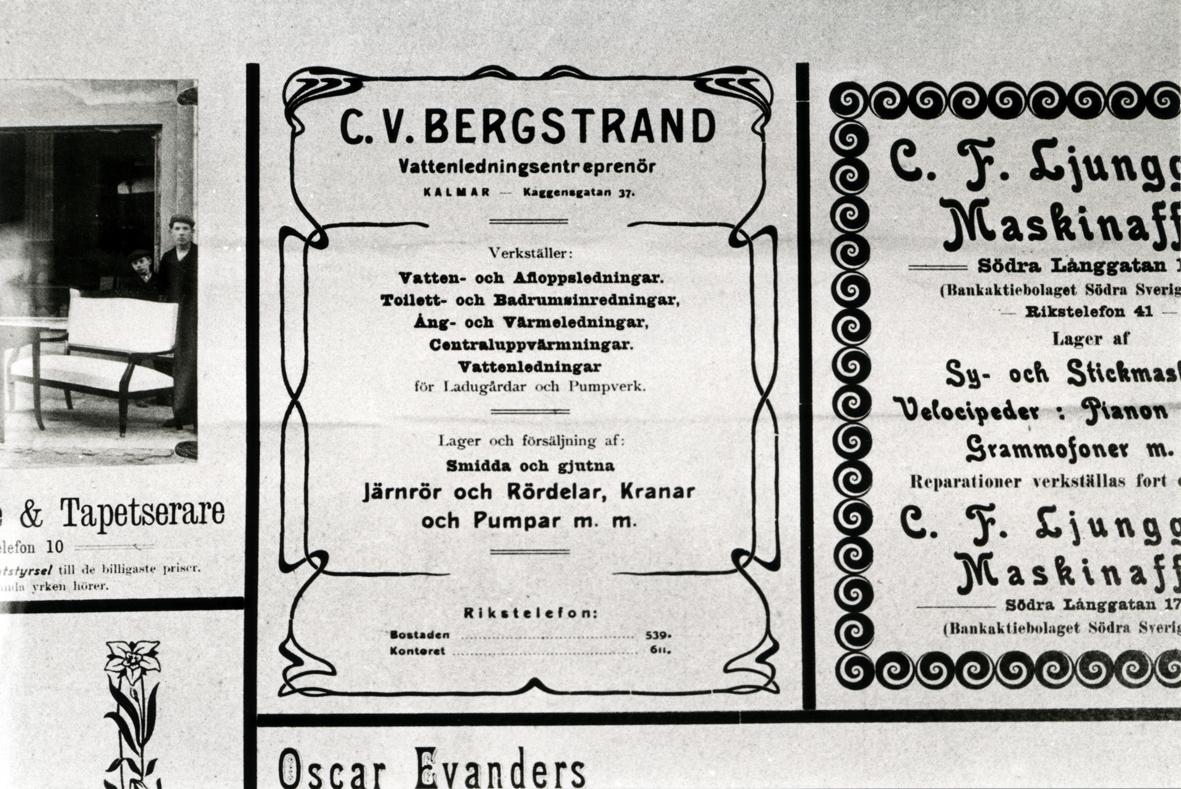 & Tapetserare
10
till de billigaste priser.
yrken hörer.
C. V. BERGSTRAND
Vattenledningsentreprenör
KALMAR — Kaggensgatan 37.
Verkställer:
Vatten- och Afloppsledningar.
Toilett- och Badrumsinredningar,
Ång- och Värmeledningar,
Centraluppvärmningar.
Vattenledningar
för Ladugårdar och Pumpverk.
Lager och försäljning af:
Smidda och gjutna
Järnrör och Rördelar, Kranar
och Pumpar m. m.
Rikstelefon:
Bostaden 539.
Kontoret 611.
C. F. Ljungg
Maskinaff
Södra Långgatan 1
(Bankaktiebolaget Södra Sverig
— Rikstelefon 41 —
Lager af
Sy- och Stickmas
Velocipeder : Pianon
Grammofoner m.
Reparationer verkställas fort
C. F. Ljungg
Maskinaff
Södra Långgatan 17
(Bankaktiebolaget Södra Sverig
Oscar Evanders